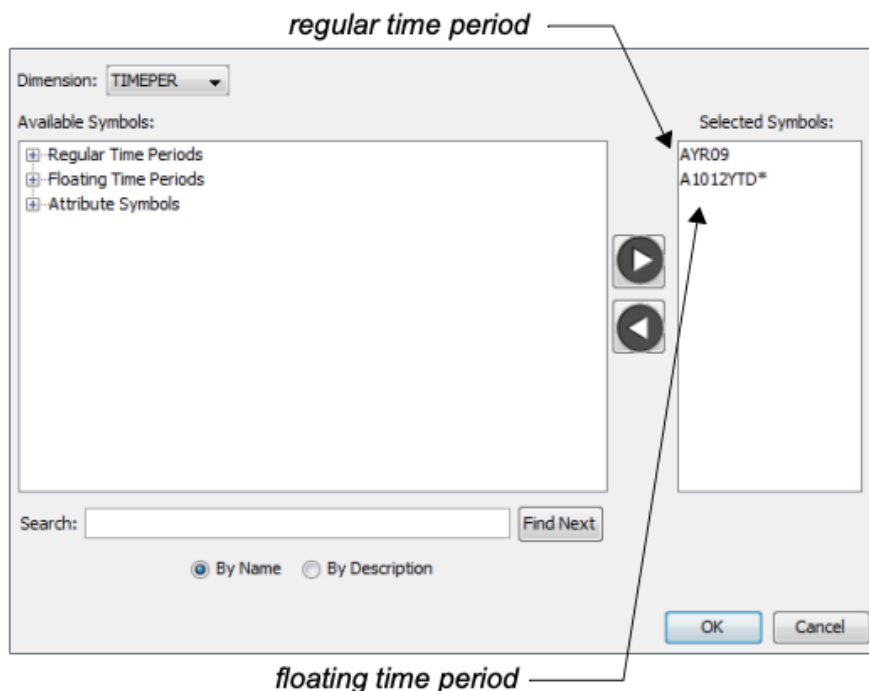 regular time period
Dimension: TIMEPER
Available Symbols: Selected Symbols:
Regular Time Periods AYR09
Floating Time Periods A1012YTD*
Attribute Symbols
Search: Find Next
By Name By Description
OK Cancel
floating time period